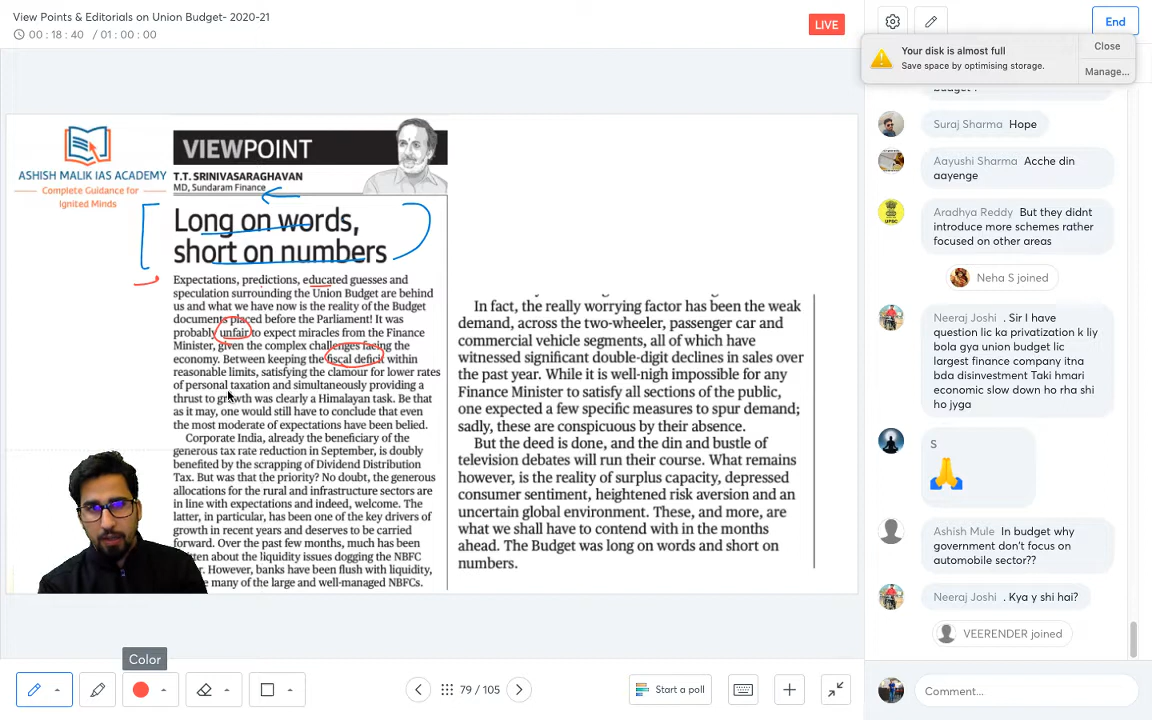 View Points & Editorials on Union Budget- 2020-21
00 : 18 : 40 / 01 : 00 : 00
LIVE
End
Your disk is almost full
Save space by optimising storage.
Close
Manage...
ASHISH MALIK IAS ACADEMY
Complete Guidance for
Ignited Minds
VIEWPOINT
T.T. SRINIVASARAGHAVAN
MD, Sundaram Finance
Long on words,
short on numbers
Expectations, predictions, educated guesses and
speculation surrounding the Union Budget are behind
us and what we have now is the reality of the Budget
documents placed before the Parliament! It was
probably unfair to expect miracles from the Finance
Minister, given the complex challenges facing the
economy. Between keeping the fiscal deficit within
reasonable limits, satisfying the clamour for lower rates
of personal taxation and simultaneously providing a
thrust to growth was clearly a Himalayan task. Be that
as it may, one would still have to conclude that even
the most moderate of expectations have been belied.
Corporate India, already the beneficiary of the
generous tax rate reduction in September, is doubly
benefited by the scrapping of Dividend Distribution
Tax. But was that the priority? No doubt, the generous
allocations for the rural and infrastructure sectors are
in line with expectations and indeed, welcome. The
latter, in particular, has been one of the key drivers of
growth in recent years and deserves to be carried
forward. Over the past few months, much has been
about the liquidity issues dogging the NBFC
However, banks have been flush with liquidity,
many of the large and well-managed NBFCs.
In fact, the really worrying factor has been the weak
demand, across the two-wheeler, passenger car and
commercial vehicle segments, all of which have
witnessed significant double-digit declines in sales over
the past year. While it is well-nigh impossible for any
Finance Minister to satisfy all sections of the public,
one expected a few specific measures to spur demand;
sadly, these are conspicuous by their absence.
But the deed is done, and the din and bustle of
television debates will run their course. What remains
however, is the reality of surplus capacity, depressed
consumer sentiment, heightened risk aversion and an
uncertain global environment. These, and more, are
what we shall have to contend with in the months
ahead. The Budget was long on words and short on
numbers.
Suraj Sharma Hope
Aayushi Sharma Acche din
aayenge
Aradhya Reddy But they didnt
introduce more schemes rather
focused on other areas
Neha S joined
Neeraj Joshi . Sir I have
question lic ka privatization k liy
bola gya union budget lic
largest finance company itna
bda disinvestment Taki hmari
economic slow down ho rha shi
ho jyga
S
Ashish Mule In budget why
government don't focus on
automobile sector??
Neeraj Joshi . Kya y shi hai?
VEERENDER joined
Color
79 / 105
Start a poll
Comment...